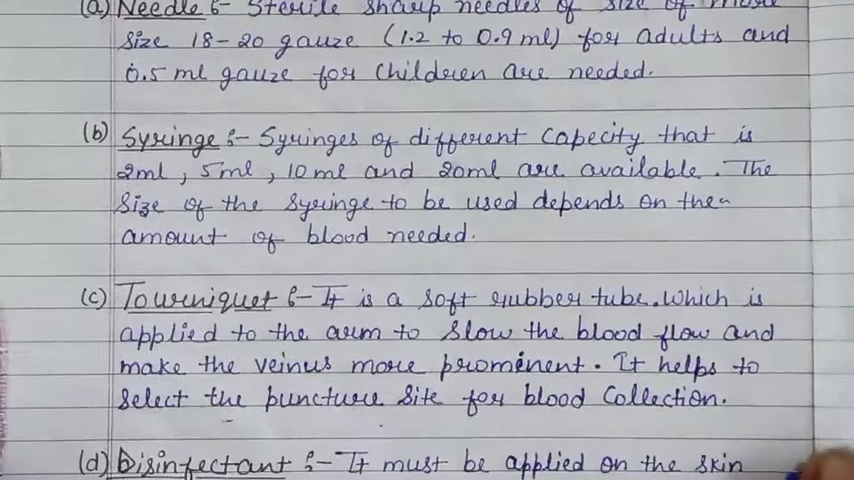 (a) Needle :- Sterile sharp needles of size of more
size 18-20 gauze (1.2 to 0.9 ml) for adults and
0.5 ml gauze for children are needed.
(b) Syringe :- Syringes of different capecity that is
2ml, 5ml, 10 ml and 20ml are available. The
size of the syringe to be used depends on the
amount of blood needed.
(c) Tourniquet :- It is a soft rubber tube. Which is
applied to the arm to slow the blood flow and
make the veinus more prominent. It helps to
select the puncture site for blood collection.
(d) Disinfectant :- It must be applied on the skin